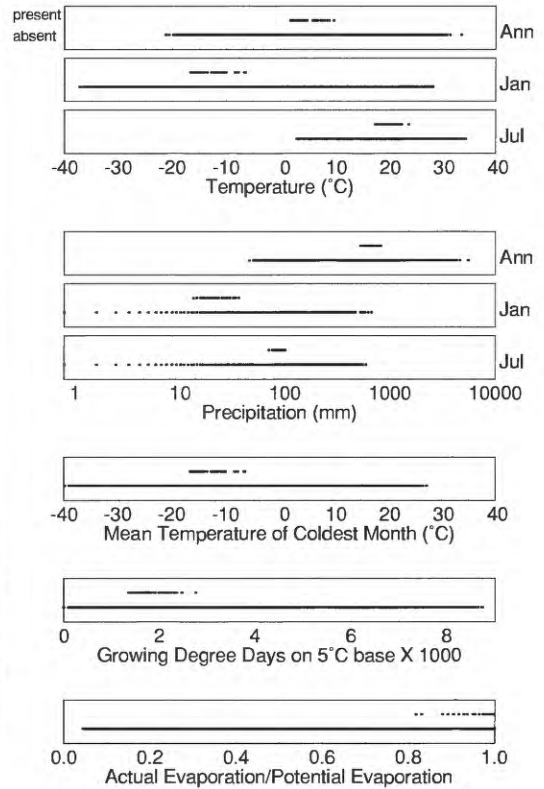 present
absent
Ann
Jan
Jul
-40 -30 -20 -10 0 10 20 30 40
Temperature (˚C)
Ann
Jan
Jul
1 10 100 1000 10000
Precipitation (mm)
-40 -30 -20 -10 0 10 20 30 40
Mean Temperature of Coldest Month (˚C)
0 2 4 6 8
Growing Degree Days on 5˚C base X 1000
0.0 0.2 0.4 0.6 0.8 1.0
Actual Evaporation/Potential Evaporation